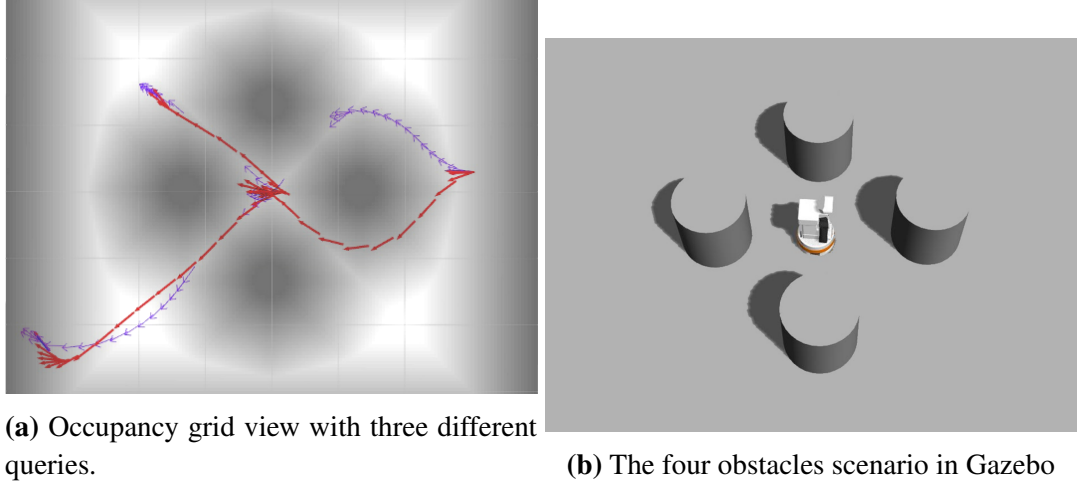 (a) Occupancy grid view with three different
queries.
(b) The four obstacles scenario in Gazebo